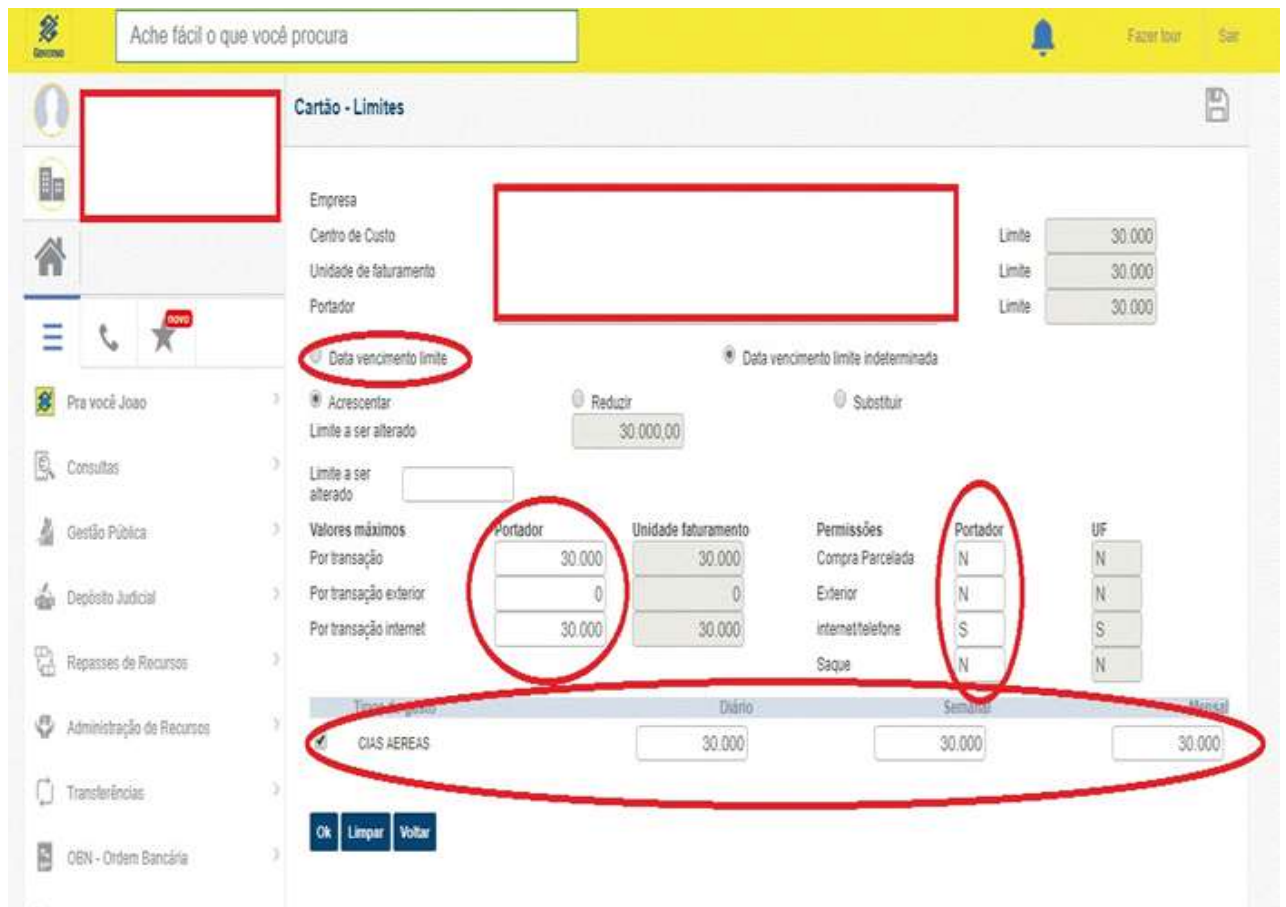 Governo
Ache fácil o que você procura
Fazer tour Sair
Cartão - Limites
Empresa
Centro de Custo Limite 30.000
Unidade de faturamento Limite 30.000
Portador Limite 30.000
novo
Data vencimento limite Data vencimento limite indeterminada
Acrescentar Reduzir Substituir
Limite a ser alterado 30.000,00
Limite a ser
alterado
Valores máximos Portador Unidade faturamento Permissões Portador UF
Por transação 30.000 30.000 Compra Parcelada N N
Por transação exterior 0 0 Exterior N N
Por transação internet 30.000 30.000 internet/telefone S S
Saque N N
Tipos de gasto Diário Semanal Mensal
CIAS AEREAS 30.000 30.000 30.000
Ok Limpar Voltar
Pra você Joao
Consultas
Gestão Pública
Depósito Judicial
Repasses de Recursos
Administração de Recursos
Transferências
OBN - Ordem Bancária